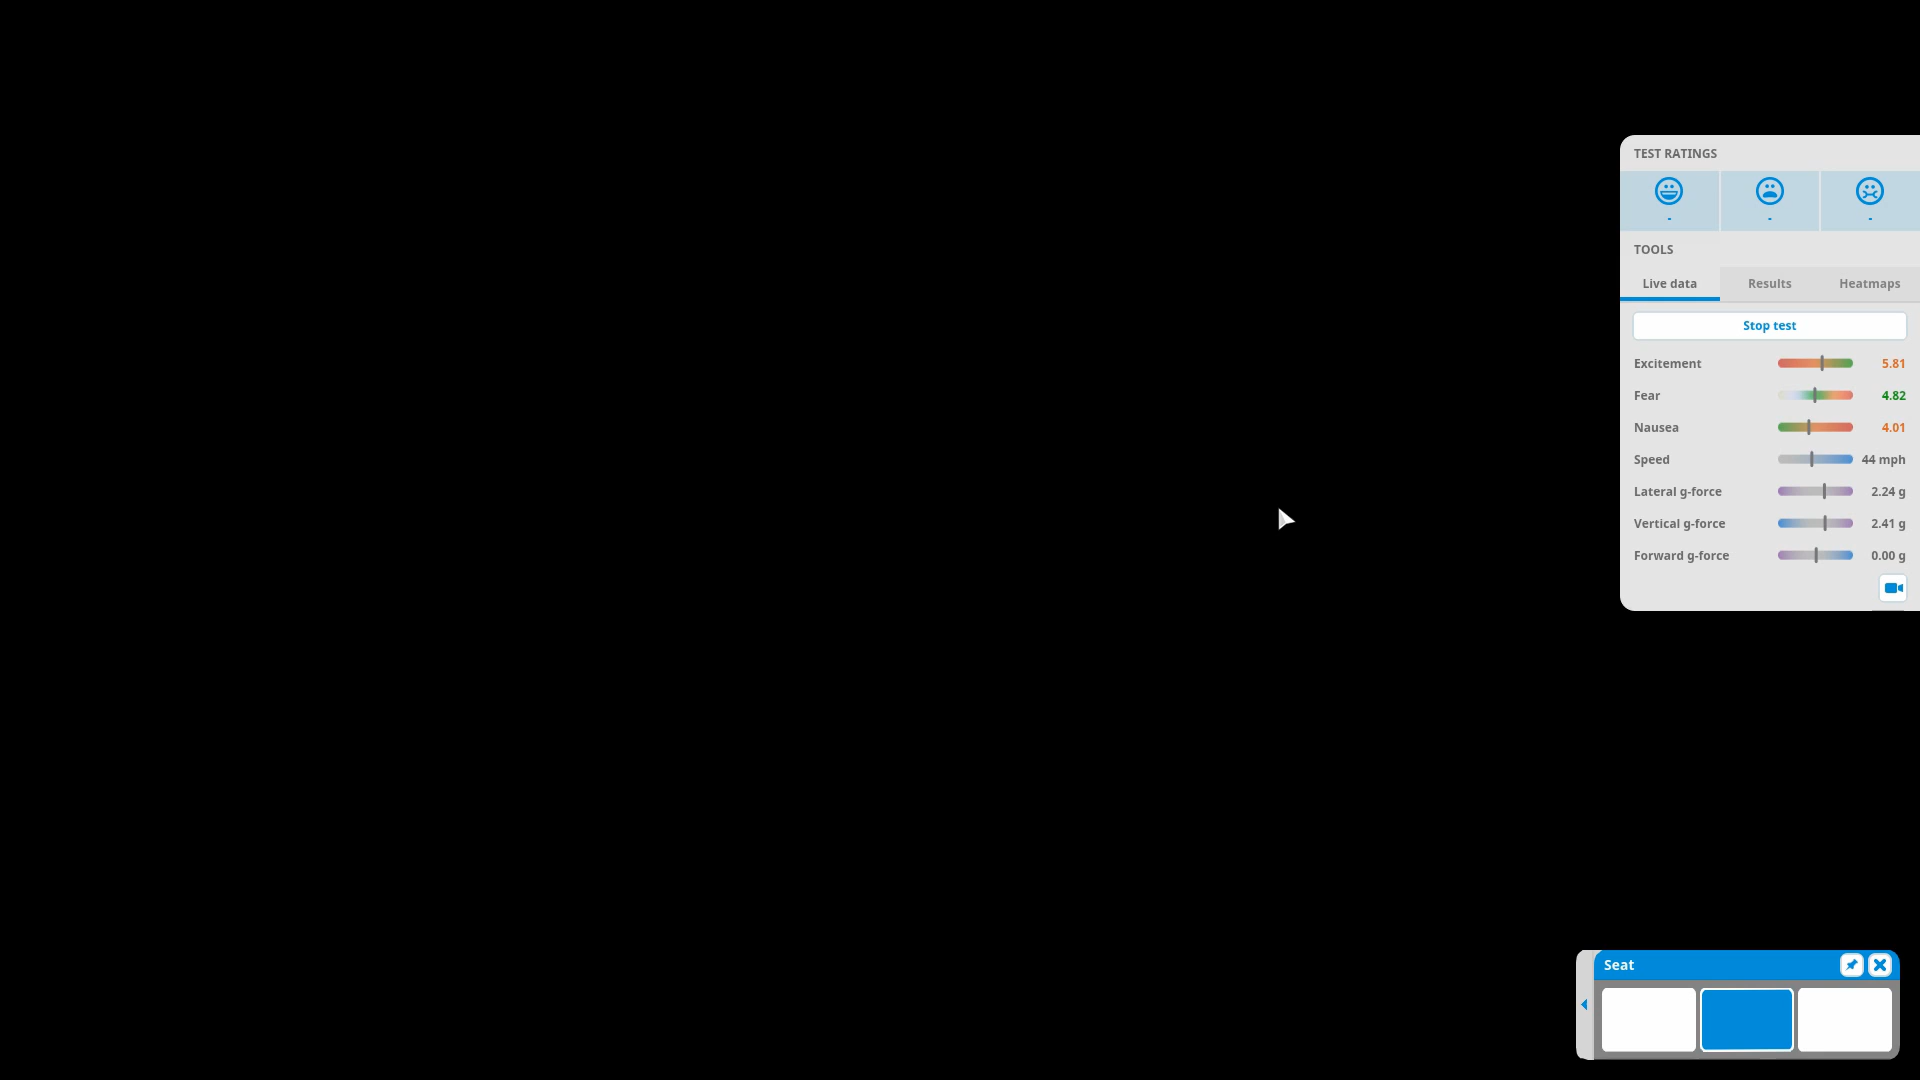 TEST RATINGS
- - -
TOOLS
Live data Results Heatmaps
Stop test
Excitement 5.81
Fear 4.82
Nausea 4.01
Speed 44 mph
Lateral g-force 2.24 g
Vertical g-force 2.41 g
Forward g-force 0.00 g
Seat